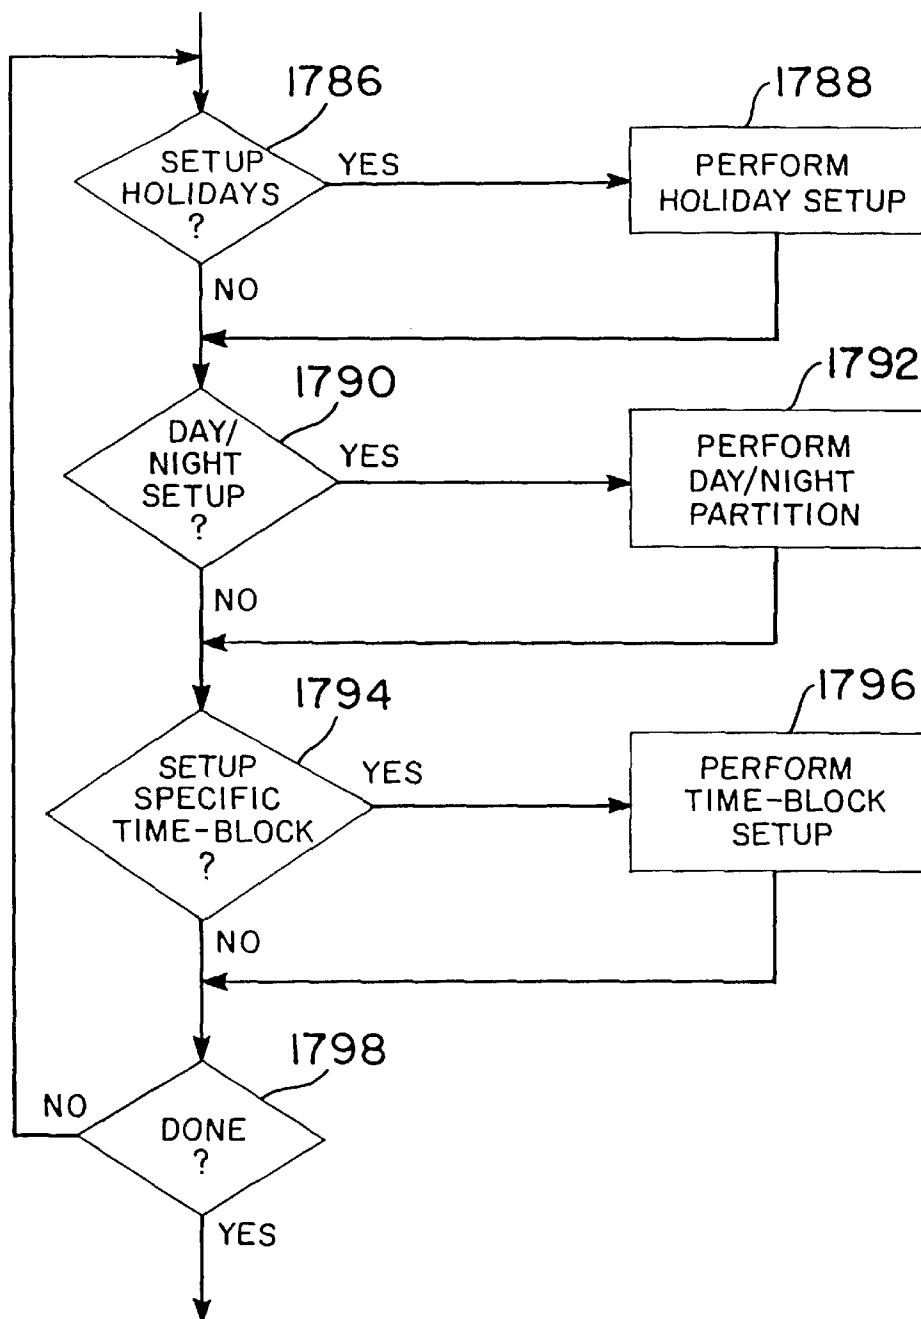 1786
SETUP
HOLIDAYS
?
YES
NO
1788
PERFORM
HOLIDAY SETUP
1790
DAY/
NIGHT
SETUP
?
YES
NO
1792
PERFORM
DAY/NIGHT
PARTITION
1794
SETUP
SPECIFIC
TIME-BLOCK
?
YES
NO
1796
PERFORM
TIME-BLOCK
SETUP
1798
DONE
?
NO
YES